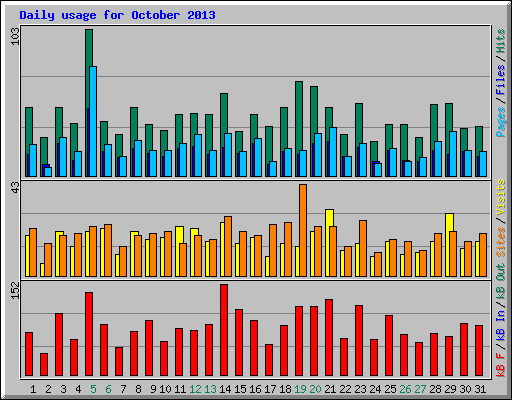 Daily usage for October 2013
103
43
152
Pages / Files / Hits
Sites / Visits
kB F / kB In / kB Out
1 2 3 4 5 6 7 8 9 10 11 12 13 14 15 16 17 18 19 20 21 22 23 24 25 26 27 28 29 30 31